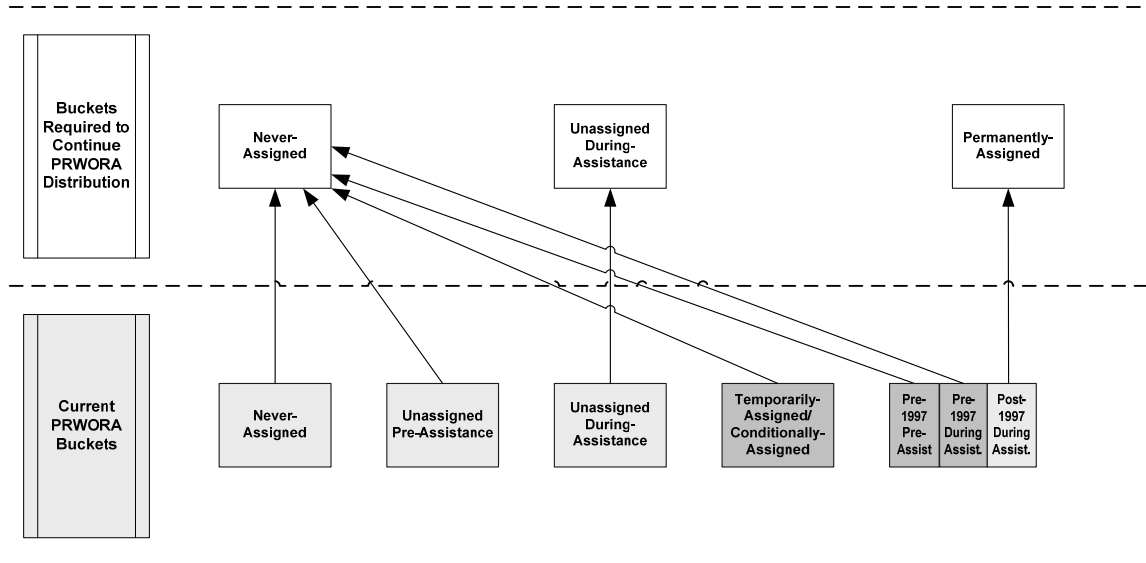 Buckets
Required to
Continue
PRWORA
Distribution
Never-
Assigned
Unassigned
During-
Assistance
Permanently-
Assigned
Current
PRWORA
Buckets
Never-
Assigned
Unassigned
Pre-Assistance
Unassigned
During-
Assistance
Temporarily-
Assigned/
Conditionally-
Assigned
Pre-
1997
Pre-
Assist
Pre-
1997
During
Assist.
Post-
1997
During
Assist.